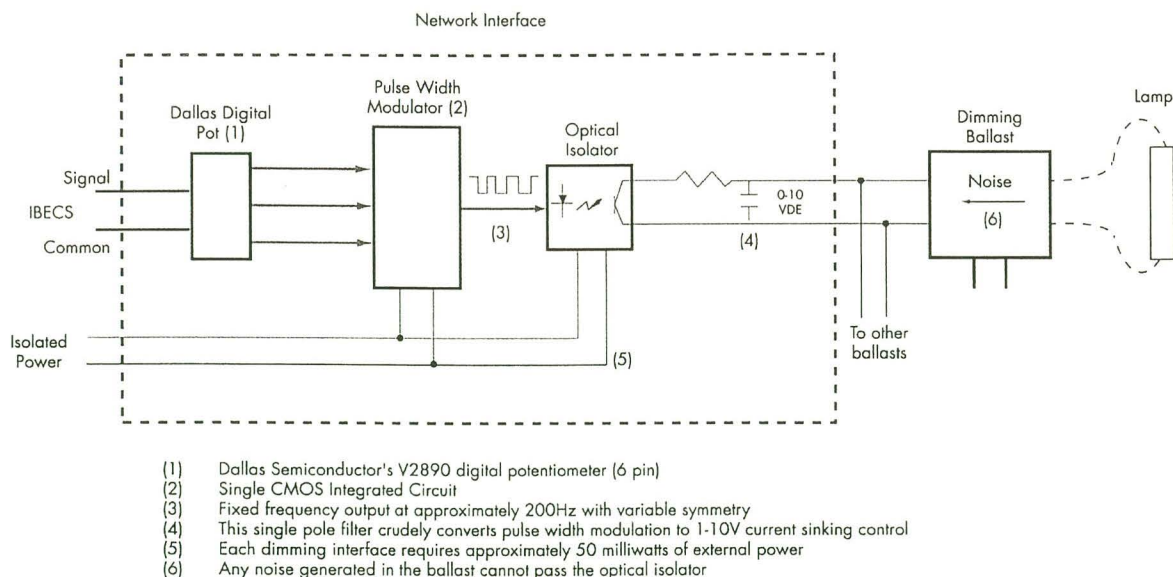 Network Interface
Pulse Width
Modulator (2)
Dallas Digital
Pot (1)
Optical
Isolator
Dimming
Ballast
Lamp
Signal
IBECS
Common
(3)
0-10
VDE
(4)
Noise
(6)
Isolated
Power
(5)
To other
ballasts
(1) Dallas Semiconductor's V2890 digital potentiometer (6 pin)
(2) Single CMOS Integrated Circuit
(3) Fixed frequency output at approximately 200Hz with variable symmetry
(4) This single pole filter crudely converts pulse width modulation to 1-10V current sinking control
(5) Each dimming interface requires approximately 50 milliwatts of external power
(6) Any noise generated in the ballast cannot pass the optical isolator